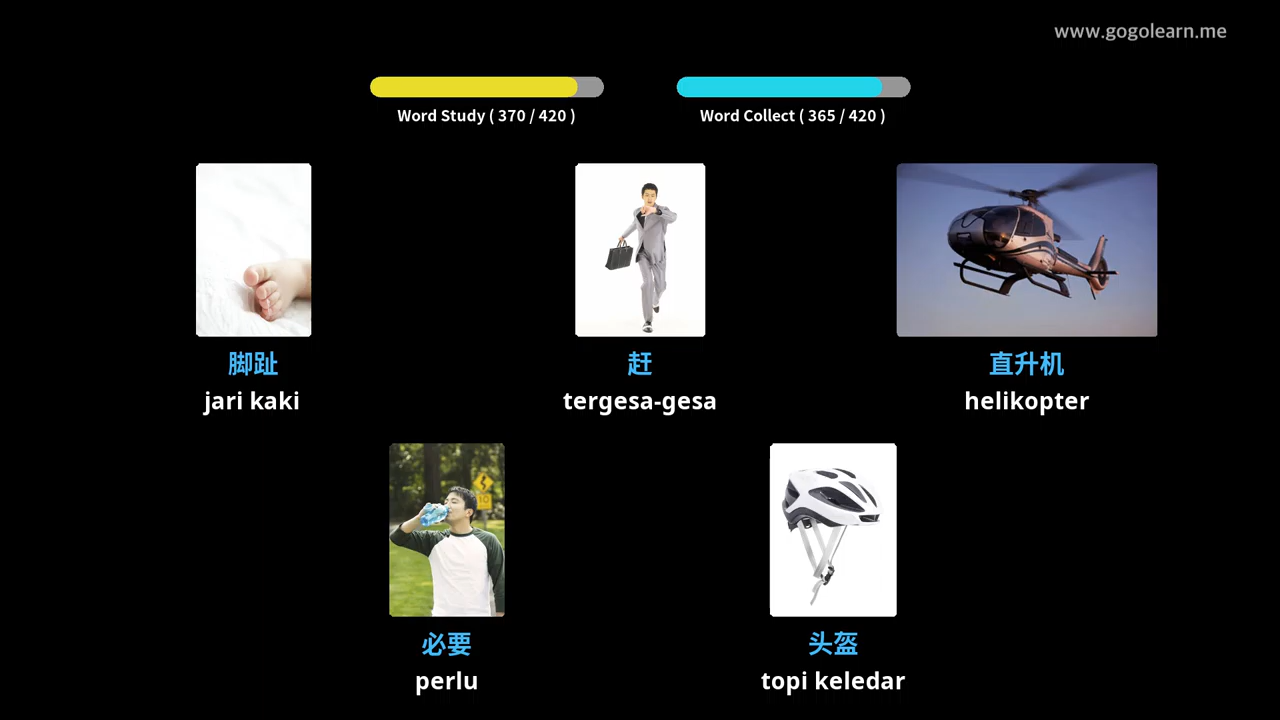 www.gogolearn.me
Word Study ( 370 / 420 )
Word Collect ( 365 / 420 )
脚趾
jari kaki
赶
tergesa-gesa
直升机
helikopter
10
必要
perlu
头盔
topi keledar